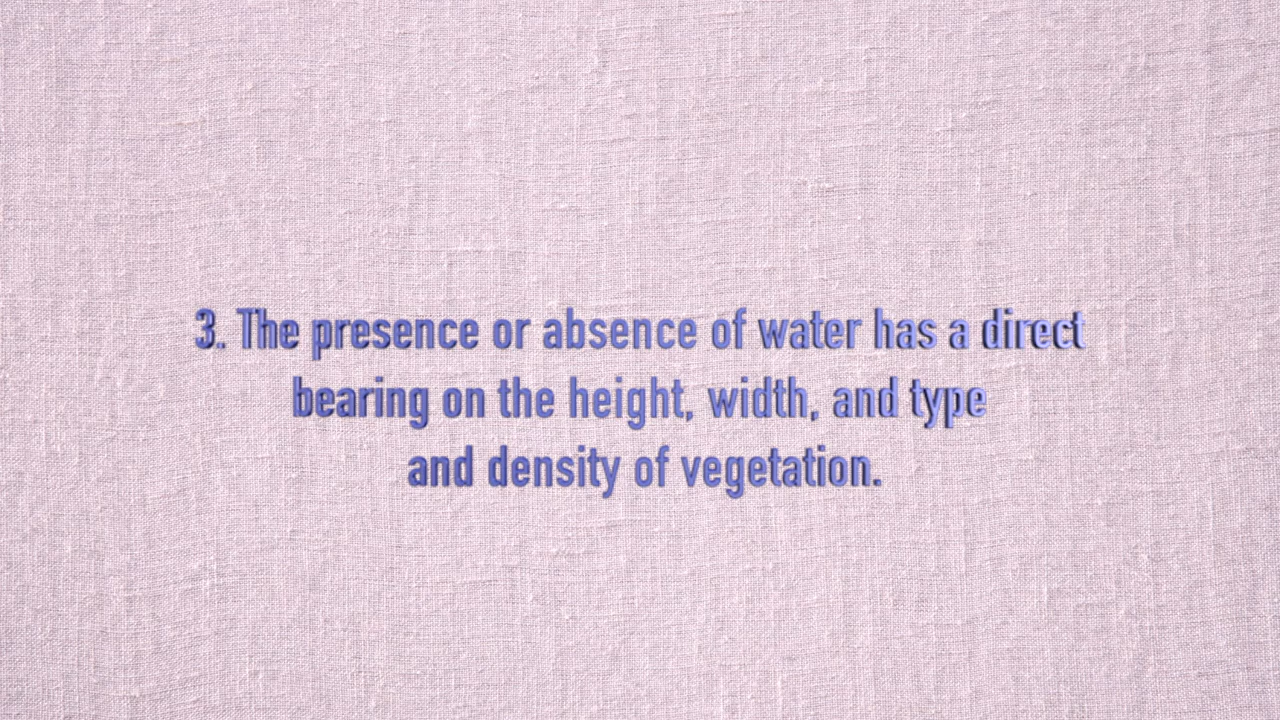 3. The presence or absence of water has a direct
bearing on the height, width, and type
and density of vegetation.